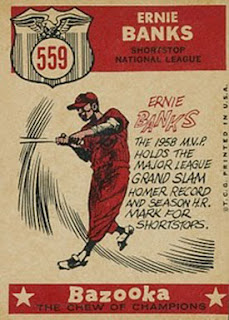 ERNIE
BANKS
559
SHORTSTOP
NATIONAL LEAGUE
ERNIE
BANKS
THE 1958 M.V.P.
HOLDS THE
MAJOR LEAGUE
GRAND SLAM
HOMER RECORD
AND SEASON H.R.
MARK FOR
SHORTSTOPS.
T.C.G. PRINTED IN U.S.A.
Bazooka
THE CHEW OF CHAMPIONS